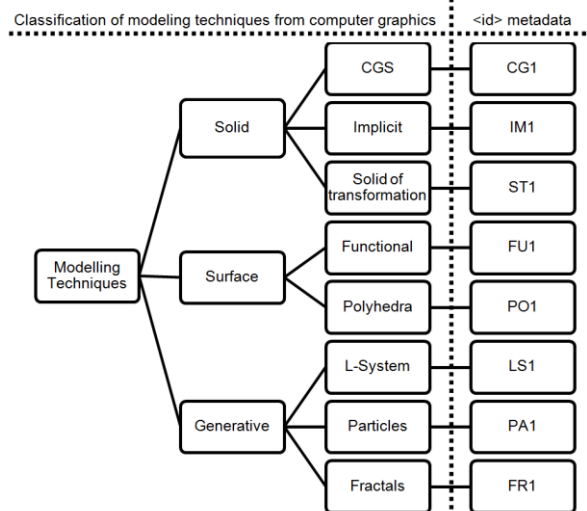 Classification of modeling techniques from computer graphics
<id> metadata
CGS
CG1
Solid
Implicit
IM1
Solid of
transformation
ST1
Modelling
Techniques
Surface
Functional
FU1
Polyhedra
PO1
Generative
L-System
LS1
Particles
PA1
Fractals
FR1